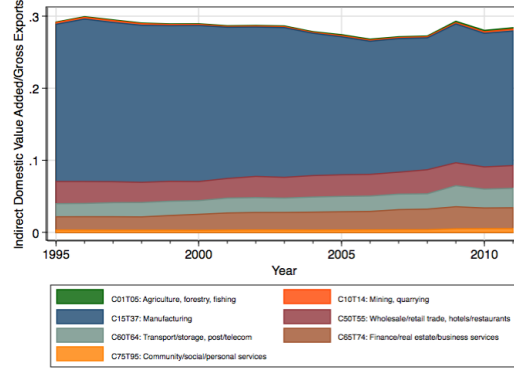 Indirect Domestic Value Added/Gross Exports
.3
.2
.1
0
1995
2000
2005
2010
Year
C01T05: Agriculture, forestry, fishing
C10T14: Mining, quarrying
C15T37: Manufacturing
C50T55: Wholesale/retail trade, hotels/restaurants
C60T64: Transport/storage, post/telecom
C65T74: Finance/real estate/business services
C75T95: Community/social/personal services